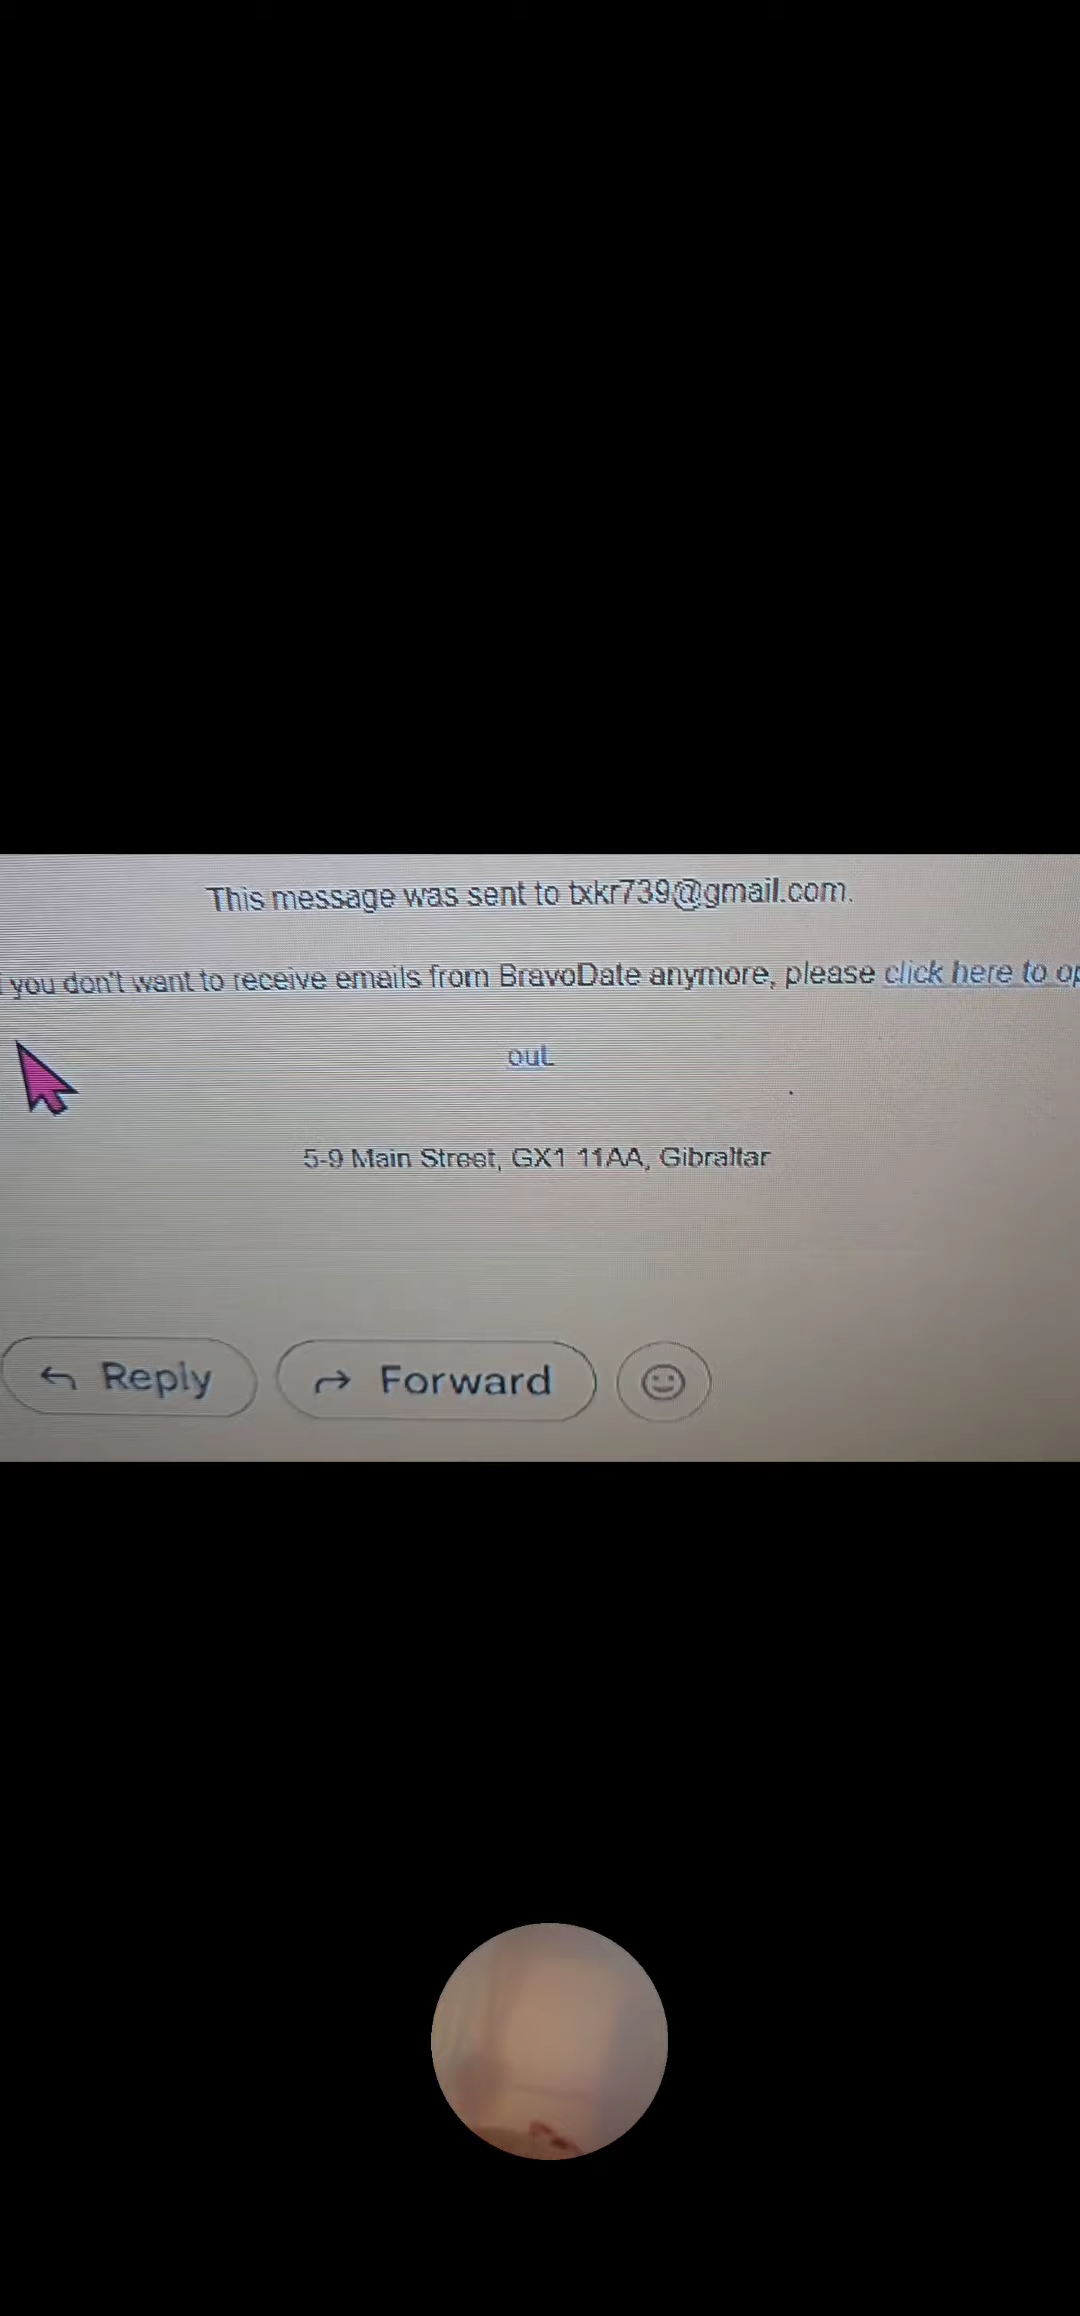 This message was sent to txkr739@gmail.com.
you don't want to receive emails from BravoDate anymore, please click here to op
out.
5-9 Main Street, GX1 11AA, Gibraltar
Reply
Forward